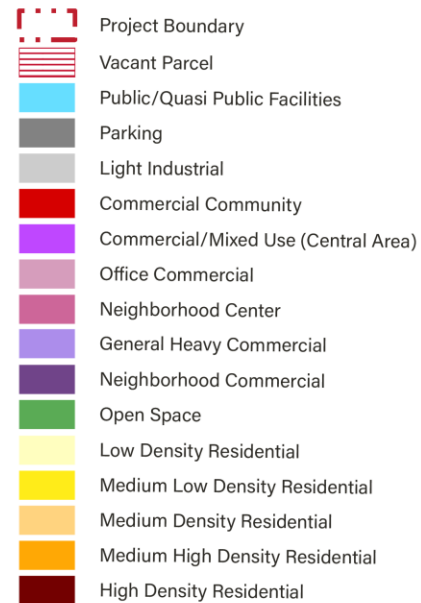 Project Boundary
Vacant Parcel
Public/Quasi Public Facilities
Parking
Light Industrial
Commercial Community
Commercial/Mixed Use (Central Area)
Office Commercial
Neighborhood Center
General Heavy Commercial
Neighborhood Commercial
Open Space
Low Density Residential
Medium Low Density Residential
Medium Density Residential
Medium High Density Residential
High Density Residential